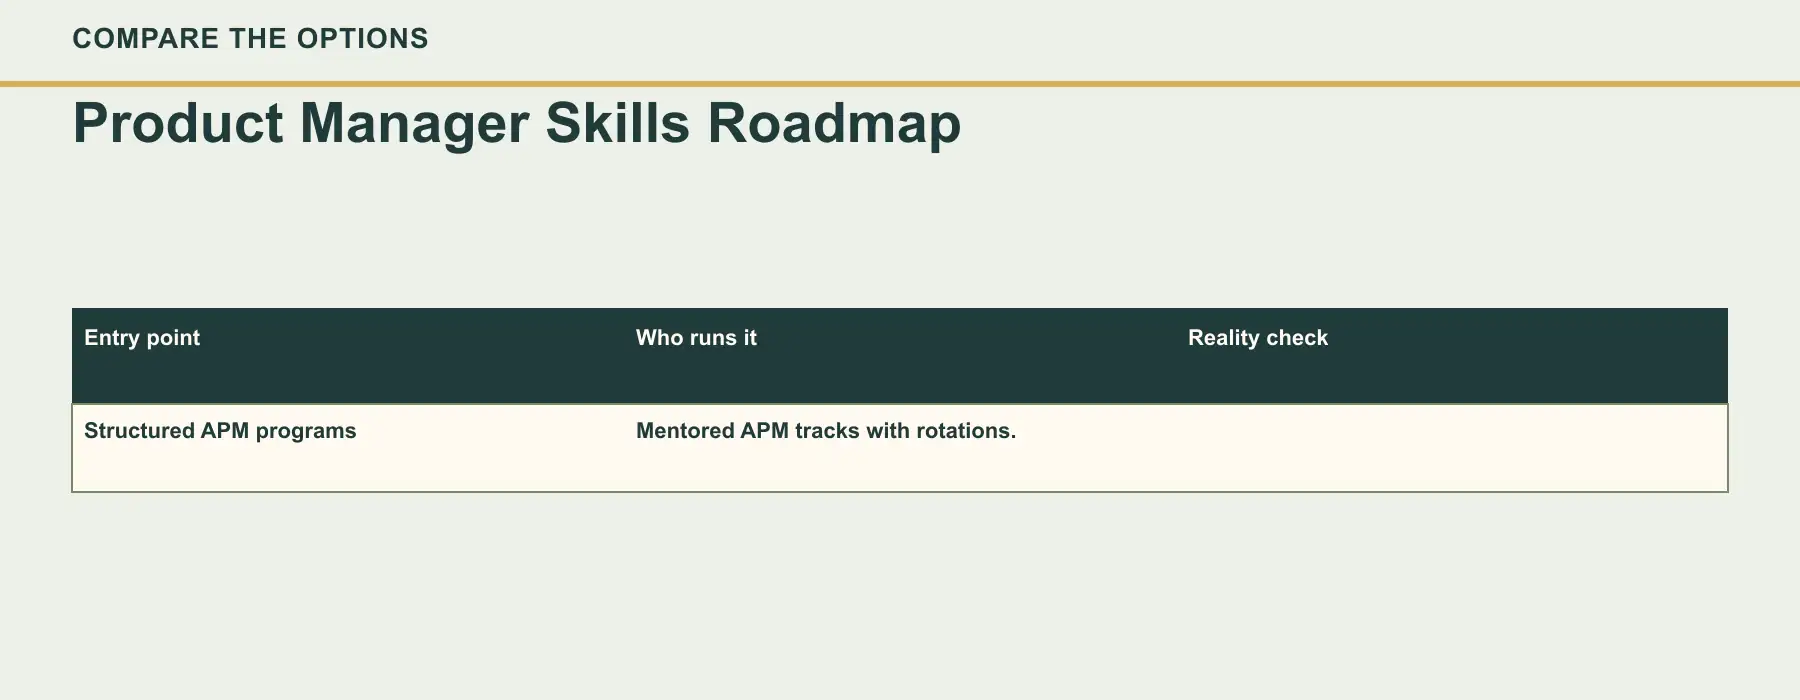 COMPARE THE OPTIONS
Product Manager Skills Roadmap
Entry point Who runs it Reality check
Structured APM programs Mentored APM tracks with rotations.